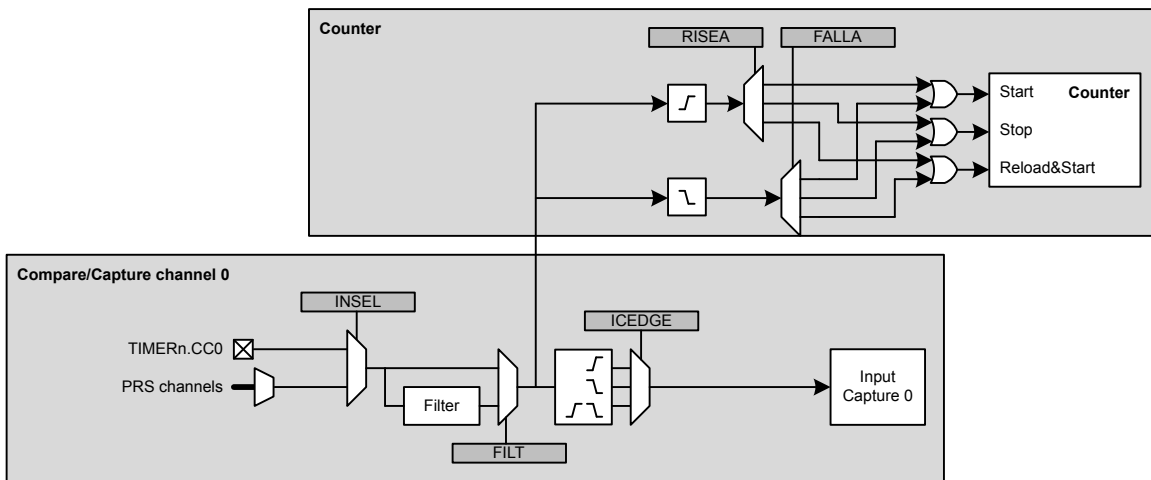 Counter
RISEA
FALLA
Start
Counter
Stop
Reload&Start
Compare/Capture channel 0
INSEL
ICEDGE
TIMERn.CC0
PRS channels
Filter
Input
Capture 0
FILT